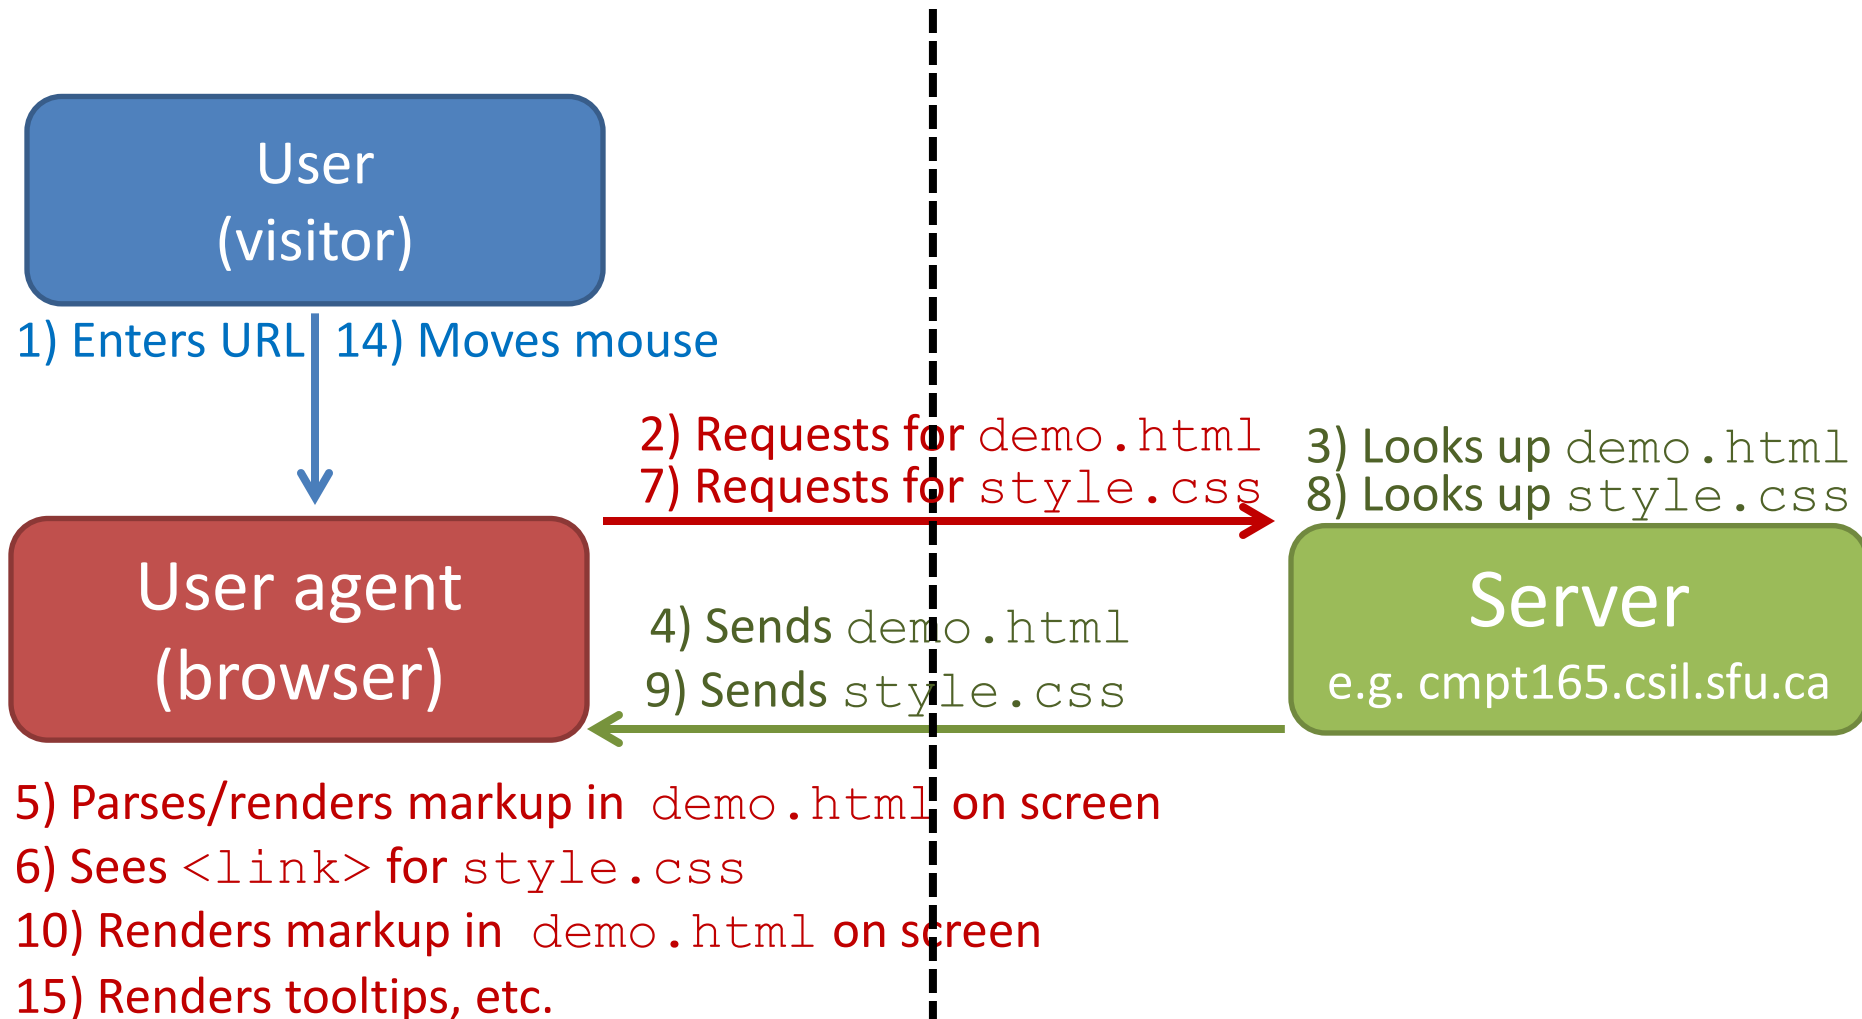 User
(visitor)
1) Enters URL
14) Moves mouse
2) Requests for demo.html
7) Requests for style.css
3) Looks up demo.html
8) Looks up style.css
User agent
(browser)
4) Sends demo.html
9) Sends style.css
Server
e.g. cmpt165.csil.sfu.ca
5) Parses/renders markup in demo.html on screen
6) Sees <link> for style.css
10) Renders markup in demo.html on screen
15) Renders tooltips, etc.